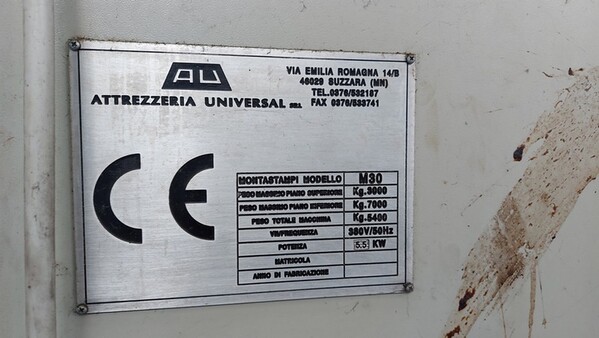 AU
ATTREZZERIA UNIVERSAL SRL
VIA EMILIA ROMAGNA 14/B
46029 SUZZARA (MN)
TEL.0376/532187
FAX 0376/533741
CE
MONTASTAMPI MODELLO M30
PESO MASSIMO PIANO SUPERIORE Kg.3000
PESO MASSIMO PIANO INFERIORE Kg.7000
PESO TOTALE MACCHINA Kg.5400
Vn/FREQUENZA 380V/50Hz
POTENZA 5.5 KW
MATRICOLA
ANNO DI FABBRICAZIONE